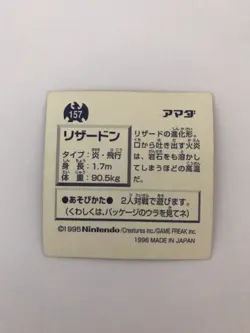 157
アマダ
リザードン
タイプ：炎・飛行
身長：1.7m
体重：90.5kg
リザードの進化形。
口から吐き出す火炎
は、岩石をも溶かし
てしまうほどの高温
だ。
●あそびかた● 2人対戦で遊びます。
（くわしくは、パッケージのウラを見てネ）
©1995 Nintendo/Creatures inc./GAME FREAK inc.
1996 MADE IN JAPAN